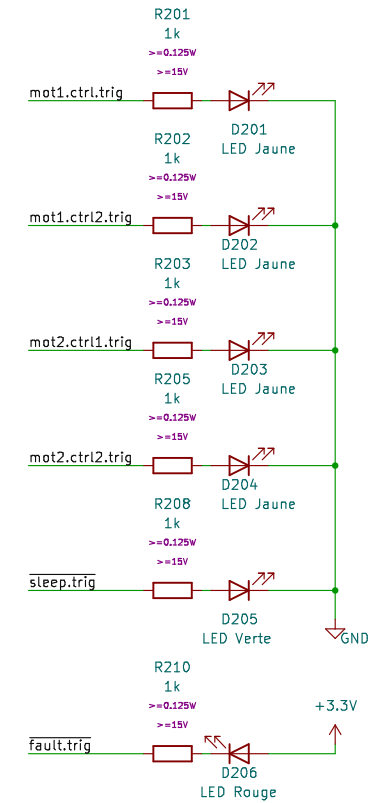 R201
1k
>=0.125W
>=15V
mot1.ctrl.trig
D201
LED Jaune
R202
1k
>=0.125W
>=15V
mot1.ctrl2.trig
D202
LED Jaune
R203
1k
>=0.125W
>=15V
mot2.ctrl1.trig
D203
LED Jaune
R205
1k
>=0.125W
>=15V
mot2.ctrl2.trig
D204
LED Jaune
R208
1k
>=0.125W
>=15V
sleep.trig
D205
LED Verte
GND
R210
1k
>=0.125W
>=15V
+3.3V
fault.trig
D206
LED Rouge